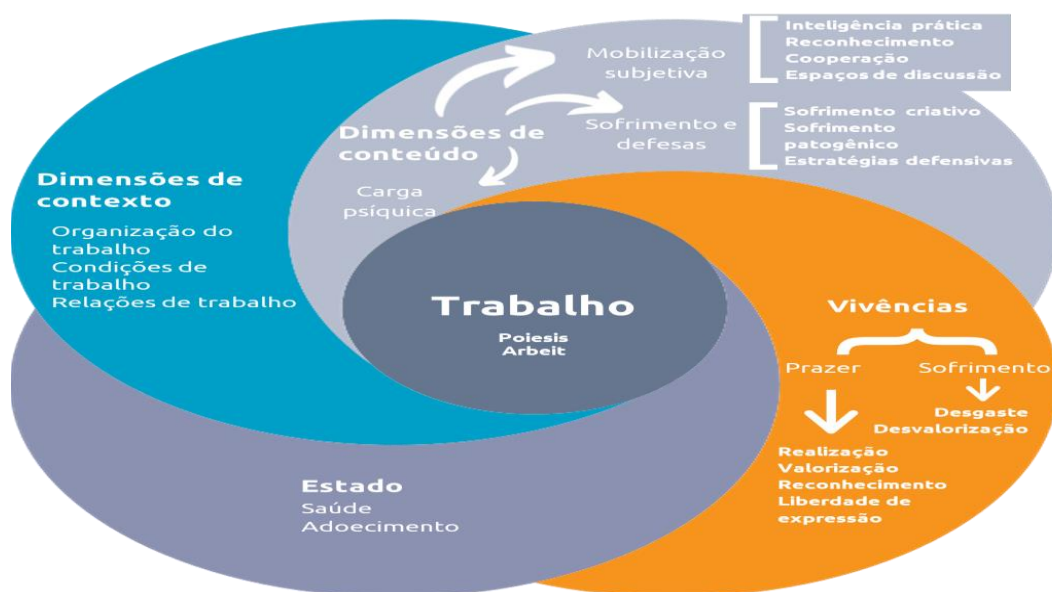 Dimensões de
contexto
Organização do
trabalho
Condições de
trabalho
Relações de trabalho
Dimensões de
conteúdo
Mobilização
subjetiva
Inteligência prática
Reconhecimento
Cooperação
Espaços de discussão
Sofrimento e
defesas
Sofrimento criativo
Sofrimento
patogênico
Estratégias defensivas
Carga
psíquica
Trabalho
Poiesis
Arbeit
Vivências
Prazer
Sofrimento
Desgaste
Desvalorização
Realização
Valorização
Reconhecimento
Liberdade de
expressão
Estado
Saúde
Adoecimento